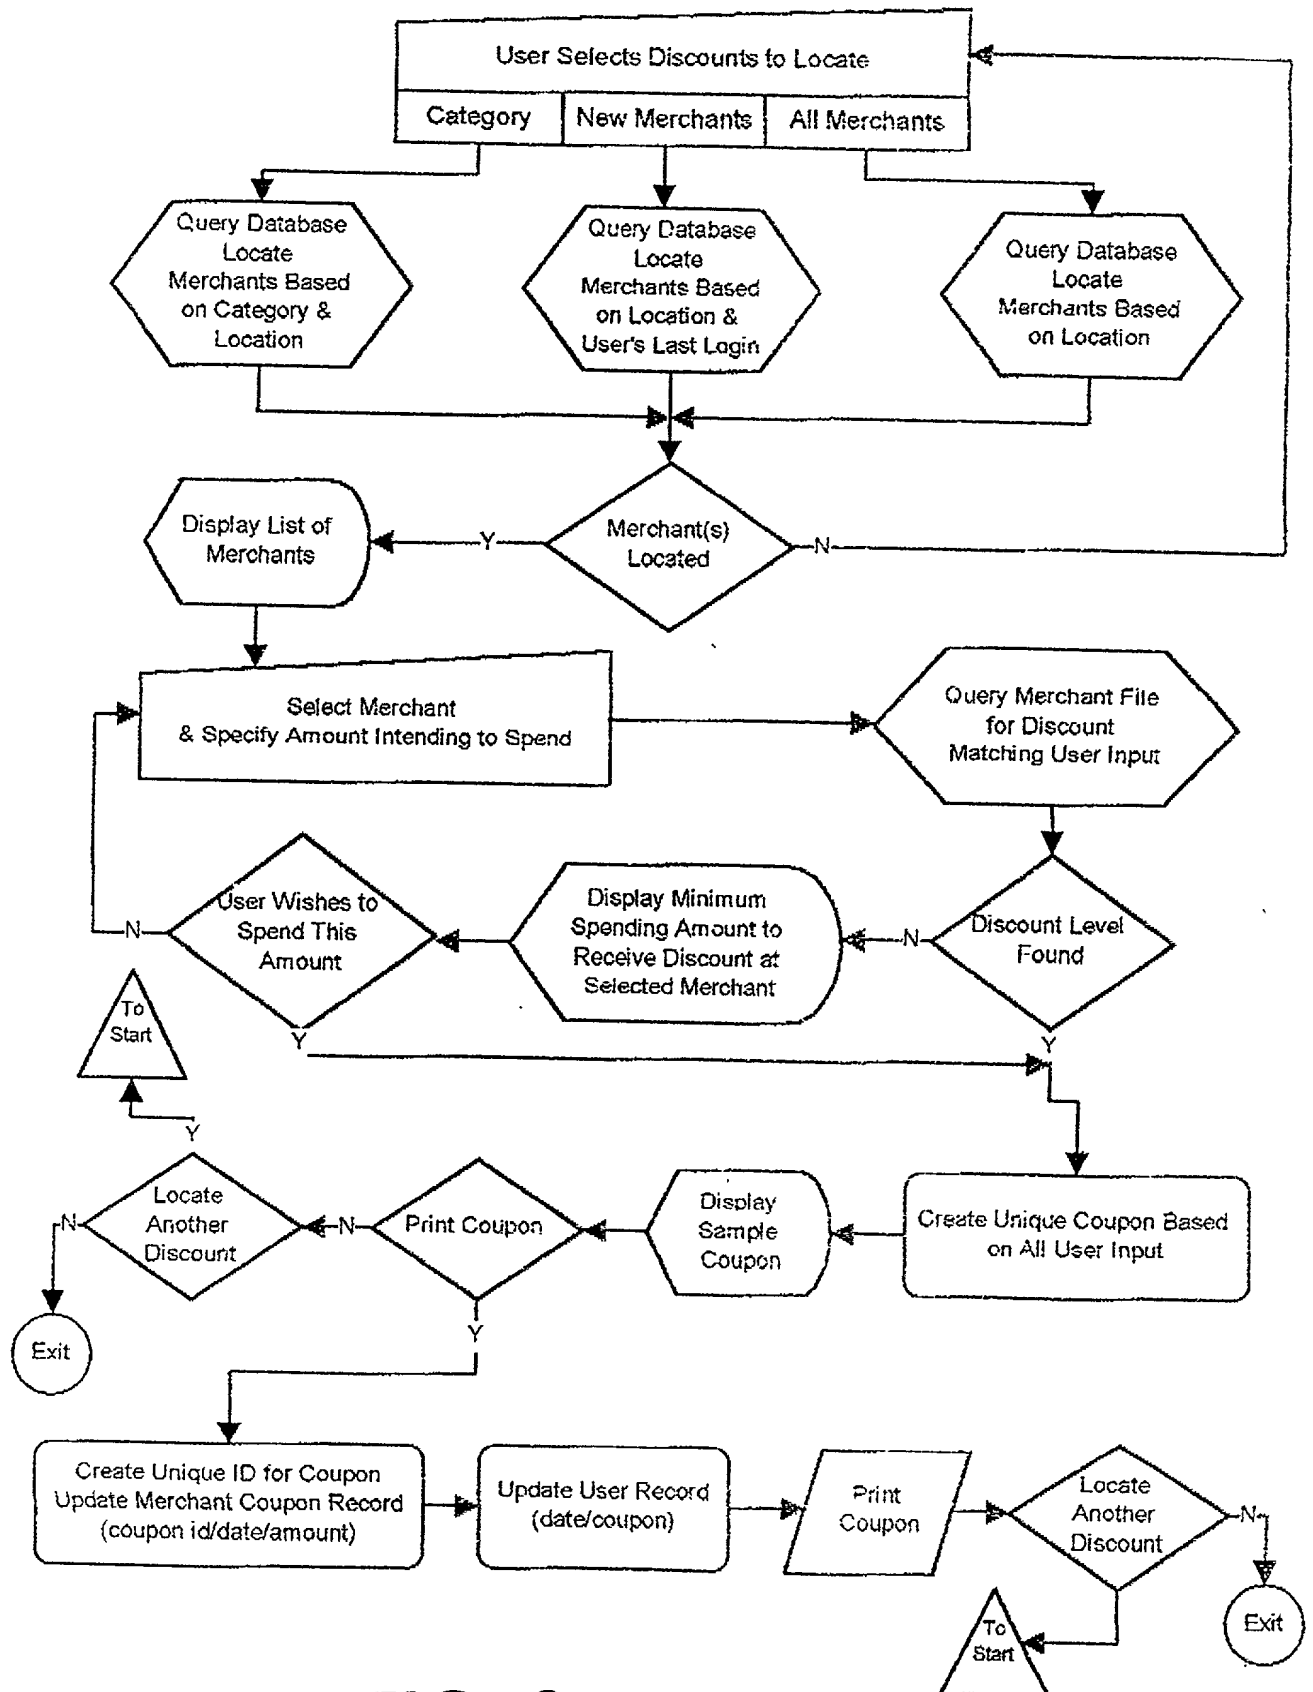 User Selects Discounts to Locate
Category
New Merchants
All Merchants
Query Database
Locate
Merchants Based
on Category &
Location
Query Database
Locate
Merchants Based
on Location &
User's Last Login
Query Database
Locate
Merchants Based
on Location
Display List of
Merchants
Y
Merchant(s)
Located
N
Select Merchant
& Specify Amount Intending to Spend
Query Merchant File
for Discount
Matching User Input
N
User Wishes to
Spend This
Amount
Display Minimum
Spending Amount to
Receive Discount at
Selected Merchant
N
Discount Level
Found
To
Start
Y
Y
Y
N
Locate
Another
Discount
N
Print Coupon
Display
Sample
Coupon
Create Unique Coupon Based
on All User Input
Exit
Y
Create Unique ID for Coupon
Update Merchant Coupon Record
(coupon id/date/amount)
Update User Record
(date/coupon)
Print
Coupon
Locate
Another
Discount
N
To
Start
Exit